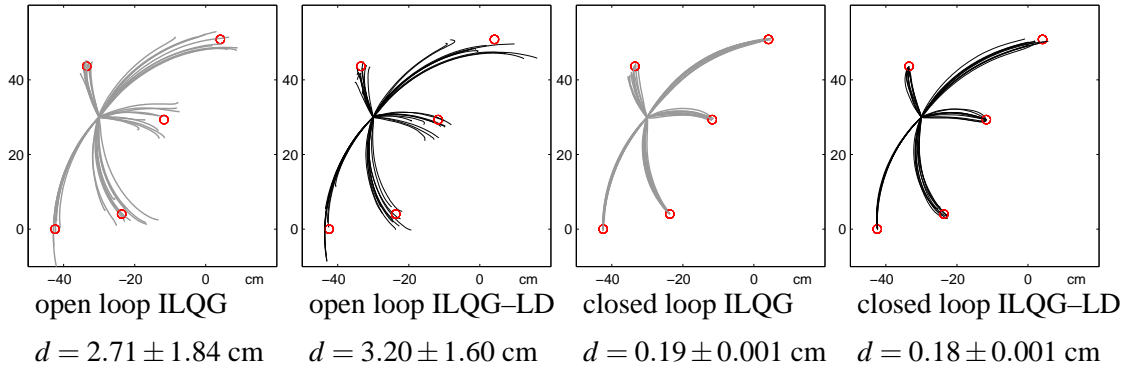 40
20
0
−40 −20 0 cm
−40 −20 0 cm
40
20
0
−40 −20 0 cm
40
20
0
−40 −20 0 cm
40
20
0
open loop ILQG
open loop ILQG–LD
closed loop ILQG
closed loop ILQG–LD
d = 2.71 ± 1.84 cm
d = 3.20 ± 1.60 cm
d = 0.19 ± 0.001 cm
d = 0.18 ± 0.001 cm